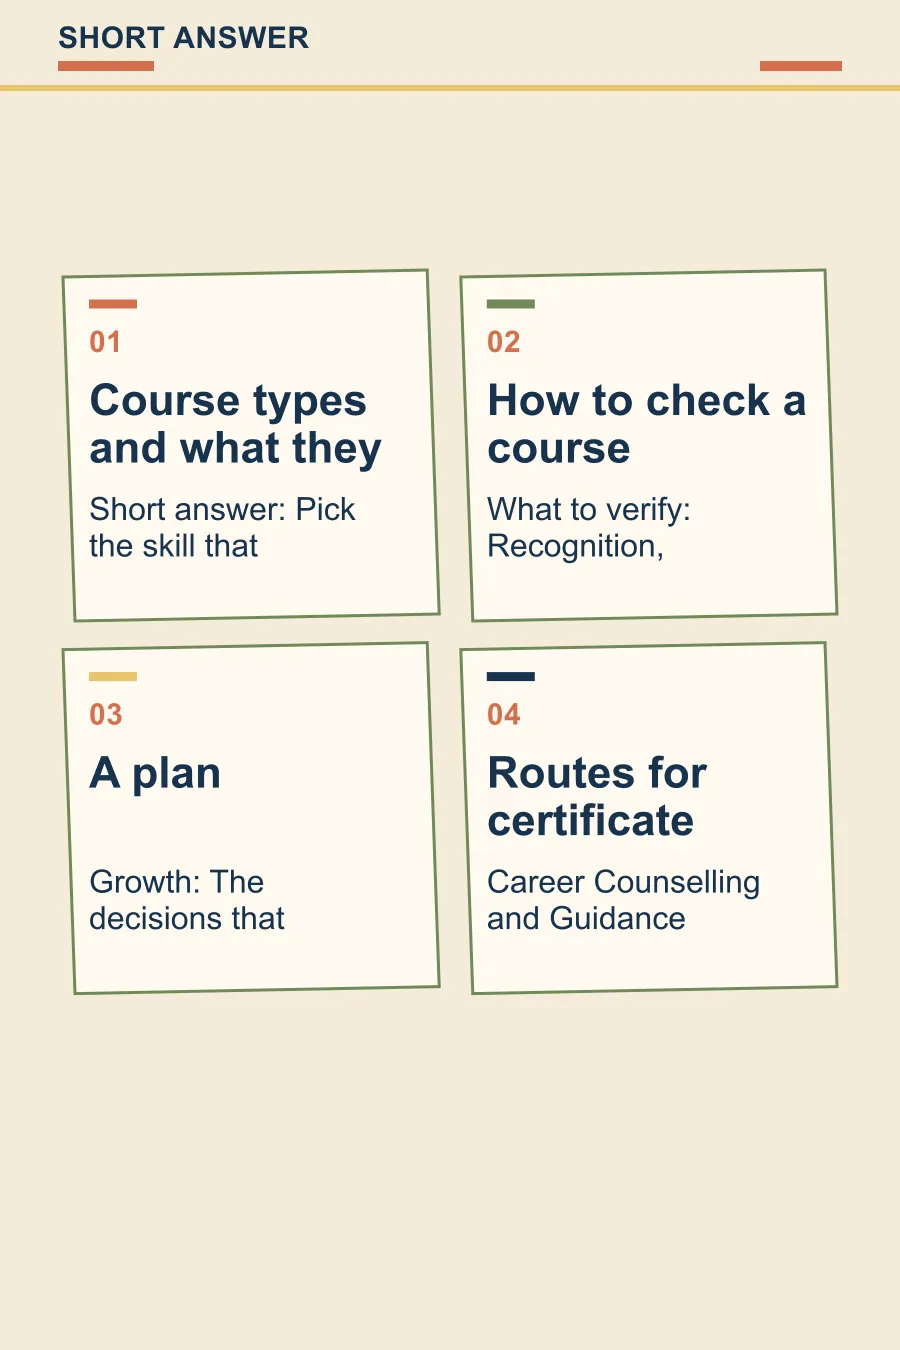 SHORT ANSWER
01
Course types
and what they
Short answer: Pick
the skill that
02
How to check a
course
What to verify:
Recognition,
03
A plan
Growth: The
decisions that
04
Routes for
certificate
Career Counselling
and Guidance